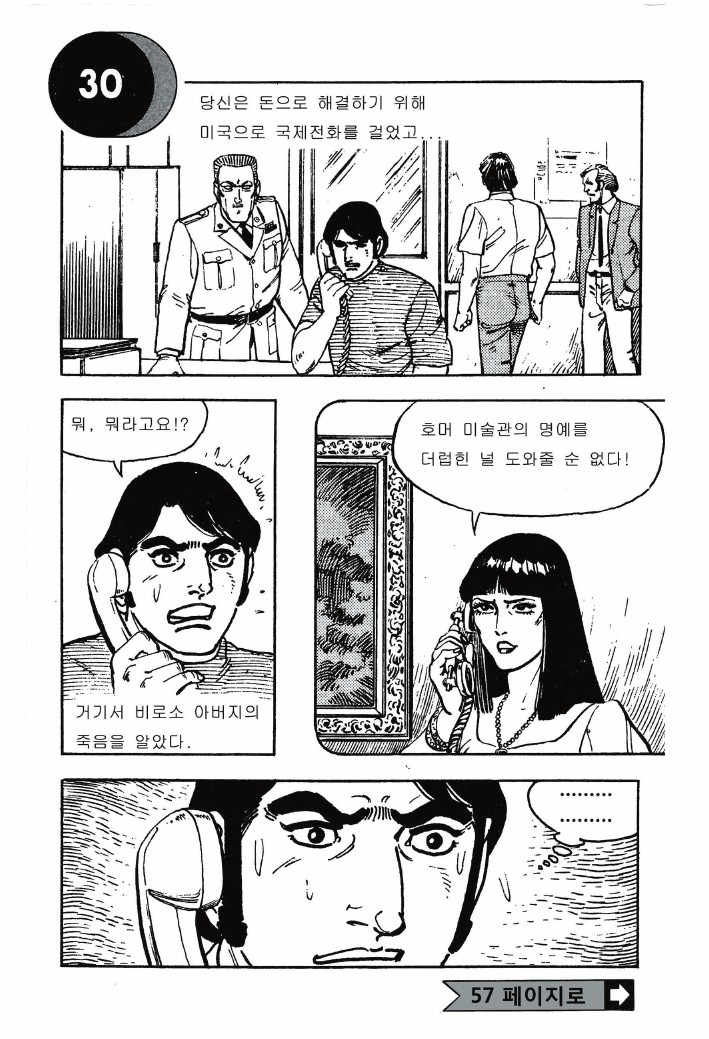 30
당신은 돈으로 해결하기 위해
미국으로 국제전화를 걸었고...
뭐, 뭐라고요!?
거기서 비로소 아버지의
죽음을 알았다.
호머 미술관의 명예를
더럽힌 널 도와줄 순 없다!
··········
··········
57 페이지로